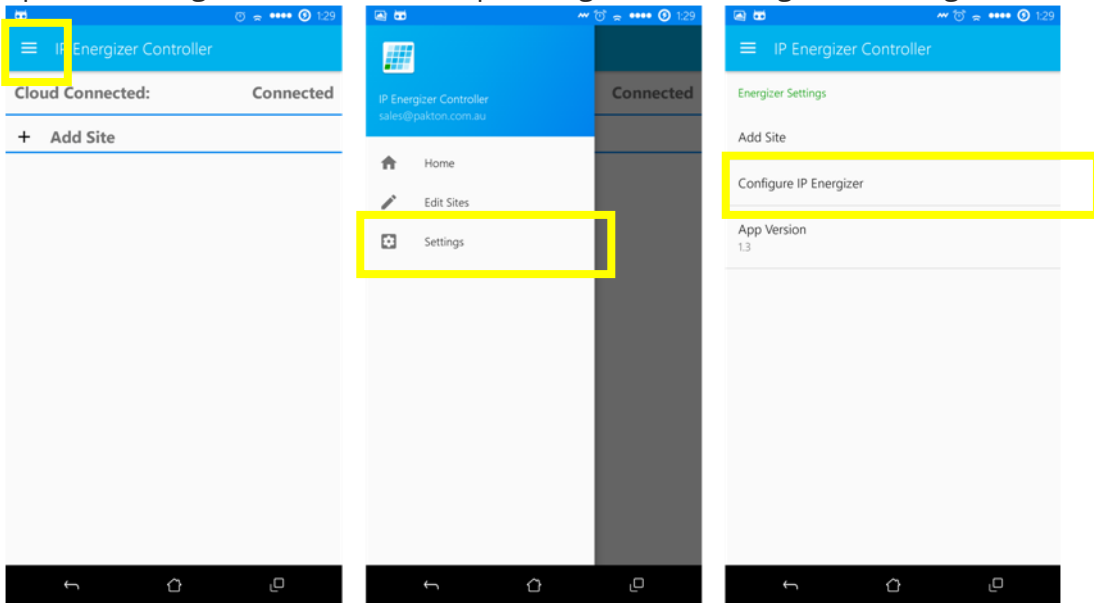 1:29
IP Energizer Controller
Cloud Connected: Connected
+ Add Site
1:29
IP Energizer Controller
sales@pakton.com.au
Connected
Home
Edit Sites
Settings
1:29
IP Energizer Controller
Energizer Settings
Add Site
Configure IP Energizer
App Version
1.3